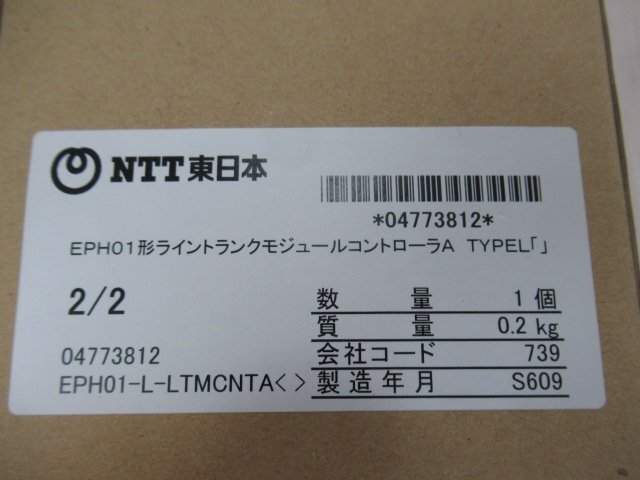 NTT東日本
*04773812*
EPH01形ライントランクモジュールコントローラA TYPEL「」
2/2
数量 1個
質量 0.2kg
04773812
会社コード 739
EPH01-L-LTMCNTA< >
製造年月 S609